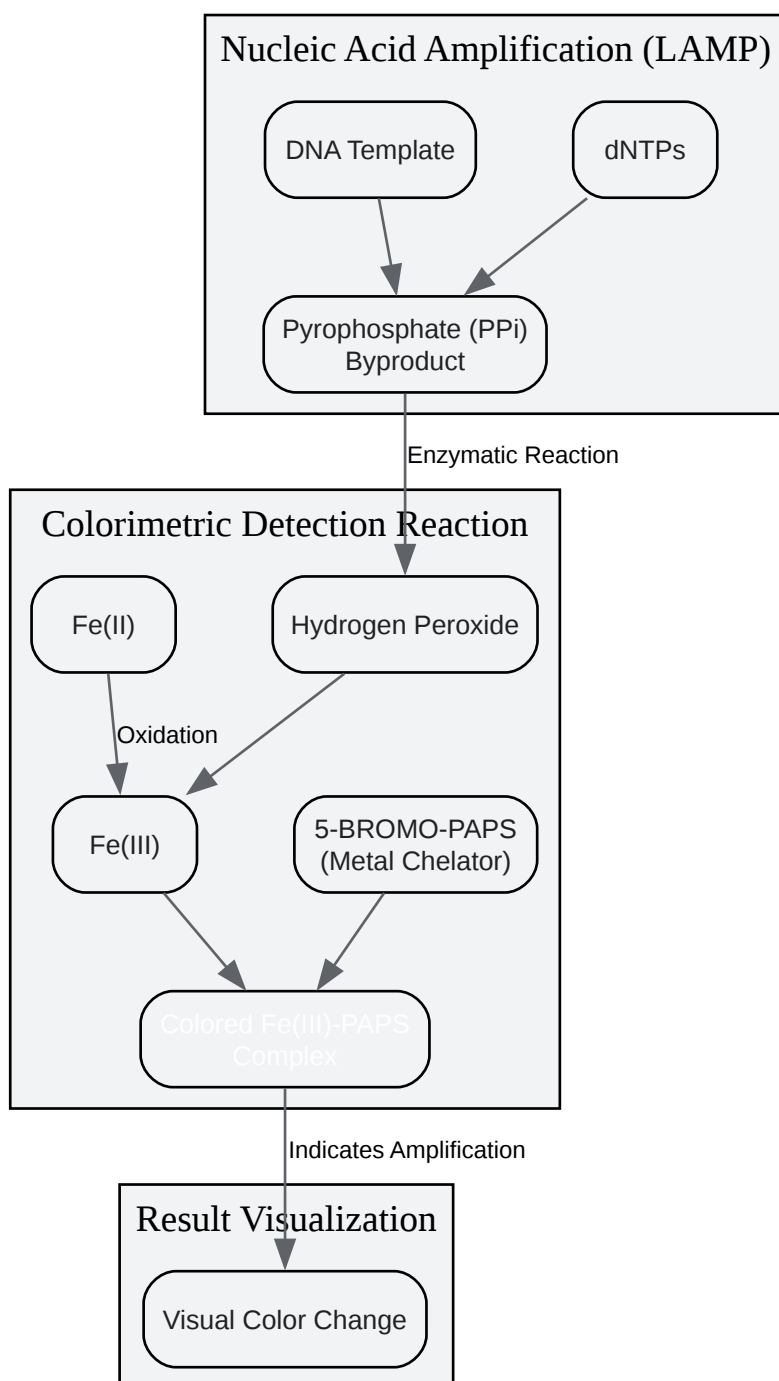 Nucleic Acid Amplification (LAMP)
DNA Template
dNTPs
Pyrophosphate (PPi)
Byproduct
Enzymatic Reaction
Colorimetric Detection Reaction
Fe(II)
Hydrogen Peroxide
Oxidation
Fe(III)
5-BROMO-PAPS
(Metal Chelator)
Colored Fe(III)-PAPS
Complex
Indicates Amplification
Result Visualization
Visual Color Change